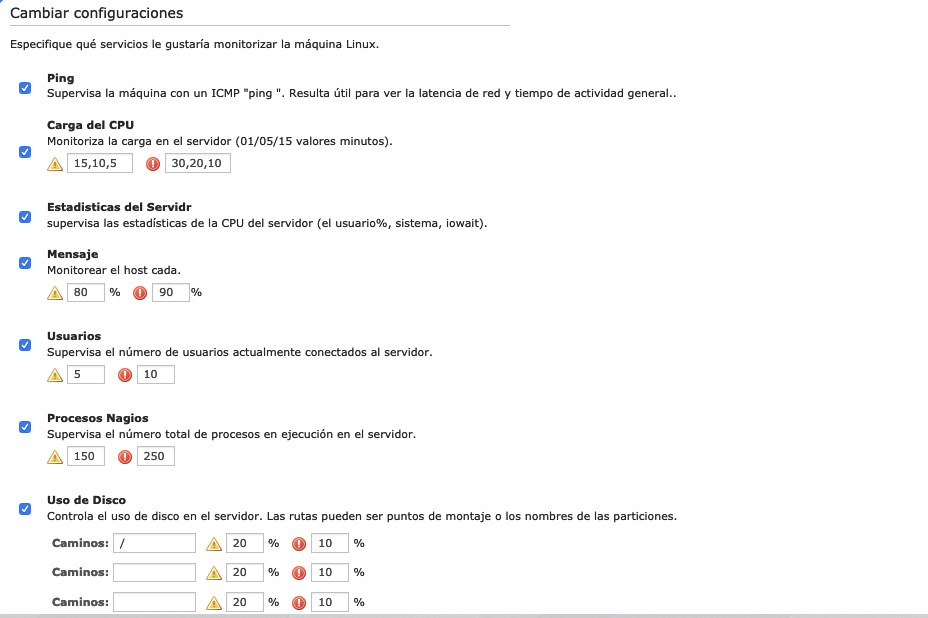 Cambiar configuraciones
Especifique qué servicios le gustaría monitorizar la máquina Linux.
Ping
Supervisa la máquina con un ICMP "ping ". Resulta útil para ver la latencia de red y tiempo de actividad general..
Carga del CPU
Monitoriza la carga en el servidor (01/05/15 valores minutos).
15,10,5 30,20,10
Estadisticas del Servidr
supervisa las estadísticas de la CPU del servidor (el usuario%, sistema, iowait).
Mensaje
Monitorear el host cada.
80 % 90 %
Usuarios
Supervisa el número de usuarios actualmente conectados al servidor.
5 10
Procesos Nagios
Supervisa el número total de procesos en ejecución en el servidor.
150 250
Uso de Disco
Controla el uso de disco en el servidor. Las rutas pueden ser puntos de montaje o los nombres de las particiones.
Caminos: / 20 % 10 %
Caminos: 20 % 10 %
Caminos: 20 % 10 %